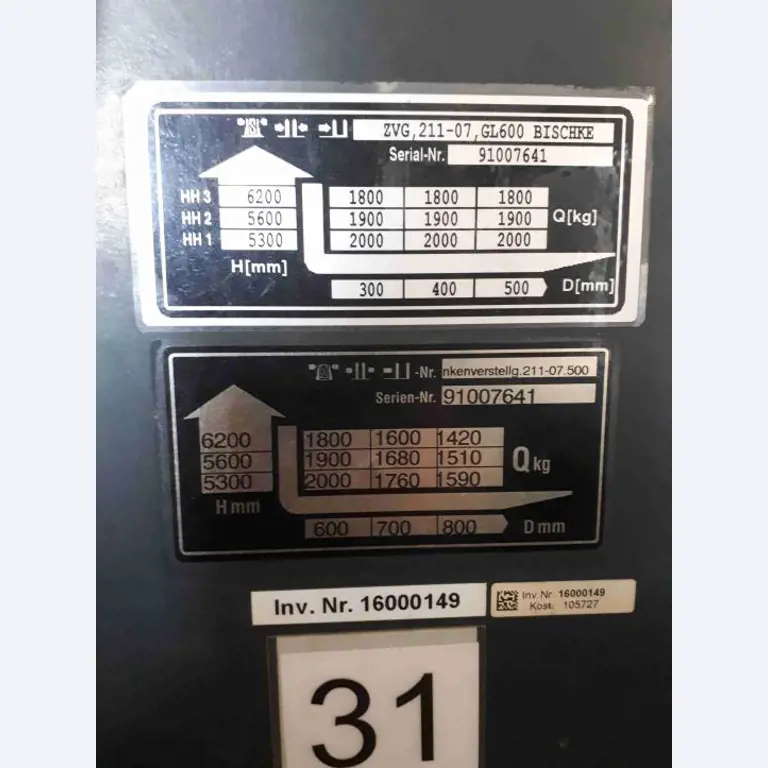 ZVG,211-07,GL600 BISCHKE
Serial-Nr. 91007641
HH 3 6200 1800 1800 1800
HH 2 5600 1900 1900 1900 Q[kg]
HH 1 5300 2000 2000 2000
H[mm]
300 400 500 D[mm]
-Nr. nkenverstellg.211-07.500
Serien-Nr. 91007641
6200 1800 1600 1420
5600 1900 1680 1510 Q kg
5300 2000 1760 1590
H mm
600 700 800 D mm
Inv. Nr. 16000149
Inv. Nr 16000149
Kost. 105727
31